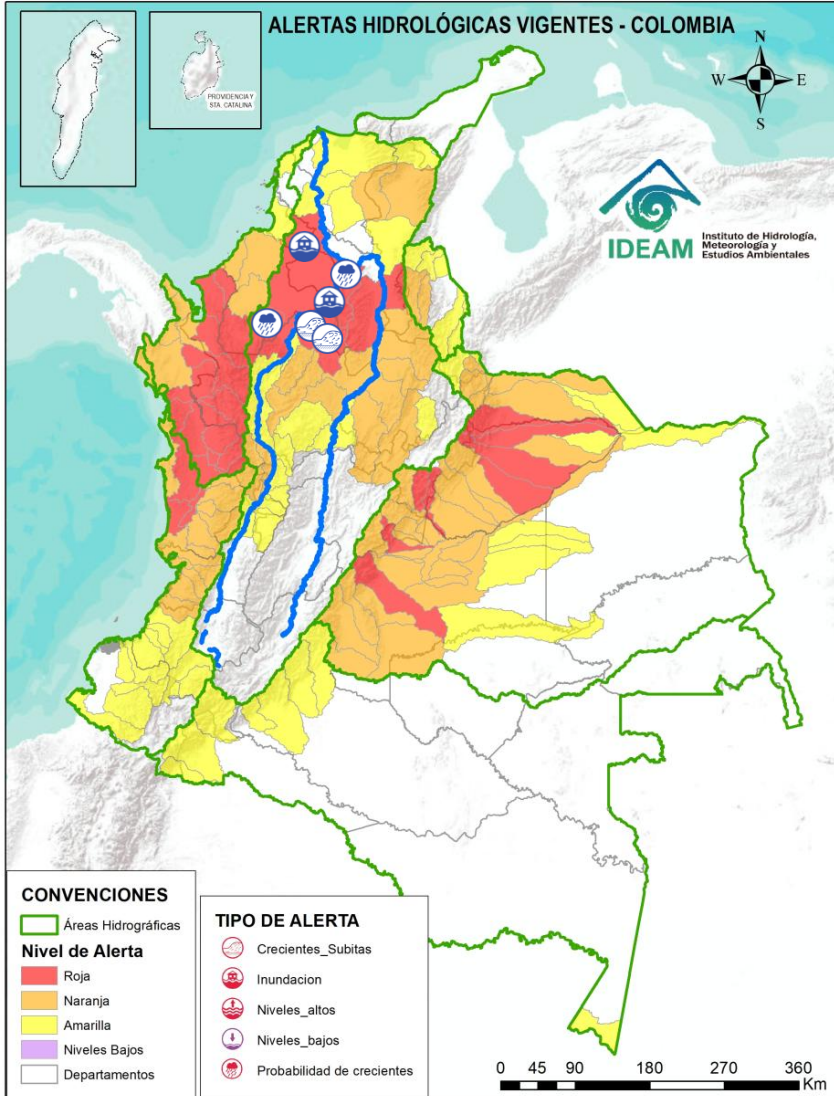 ALERTAS HIDROLÓGICAS VIGENTES - COLOMBIA
PROVIDENCIA Y
STA. CATALINA
N
W
E
S
IDEAM
Instituto de Hidrología,
Meteorología y
Estudios Ambientales
CONVENCIONES
Áreas Hidrográficas
Nivel de Alerta
Roja
Naranja
Amarilla
Niveles Bajos
Departamentos
TIPO DE ALERTA
Crecientes_Subitas
Inundacion
Niveles_altos
Niveles_bajos
Probabilidad de crecientes
0 45 90 180 270 360
Km